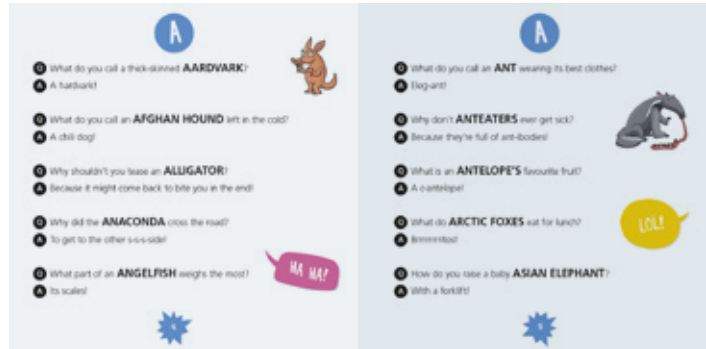 A
Q What do you call a thick-skinned AARDVARK?
A A hardvark!
Q What do you call an AFGHAN HOUND left in the cold?
A A chili dog!
Q Why shouldn't you tease an ALLIGATOR?
A Because it might come back to bite you in the end!
Q Why did the ANACONDA cross the road?
A To get to the other s-s-s-side!
Q What part of an ANGELFISH weighs the most?
A Its scales!
HA HA!
A
Q What do you call an ANT wearing its best clothes?
A Eleg-ant!
Q Why don't ANTEATERS ever get sick?
A Because they're full of ant-bodies!
Q What is an ANTELOPE'S favourite fruit?
A A c-antelope!
Q What do ARCTIC FOXES eat for lunch?
LOL!
Q How do you raise a baby ASIAN ELEPHANT?
A With a forklift!